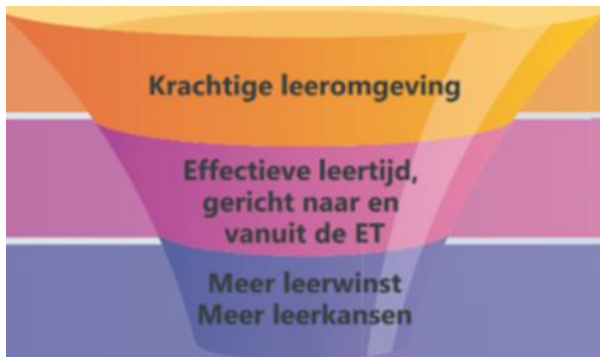 Krachtige leeromgeving
Effectieve leertijd,
gericht naar en
vanuit de ET
Meer leerwinst
Meer leerkansen